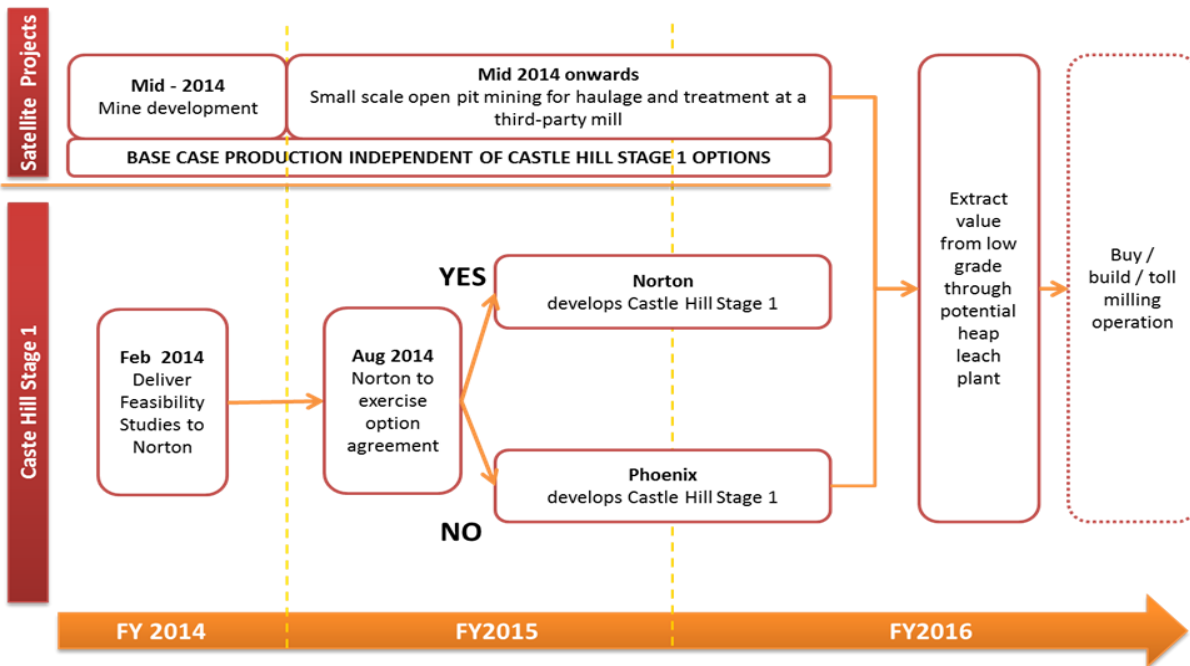 Satellite Projects
Mid - 2014
Mine development
Mid 2014 onwards
Small scale open pit mining for haulage and treatment at a
third-party mill
BASE CASE PRODUCTION INDEPENDENT OF CASTLE HILL STAGE 1 OPTIONS
Caste Hill Stage 1
Feb 2014
Deliver
Feasibility
Studies to
Norton
Aug 2014
Norton to
exercise
option
agreement
YES
Norton
develops Castle Hill Stage 1
NO
Phoenix
develops Castle Hill Stage 1
Extract
value
from low
grade
through
potential
heap
leach
plant
Buy /
build / toll
milling
operation
FY 2014
FY2015
FY2016